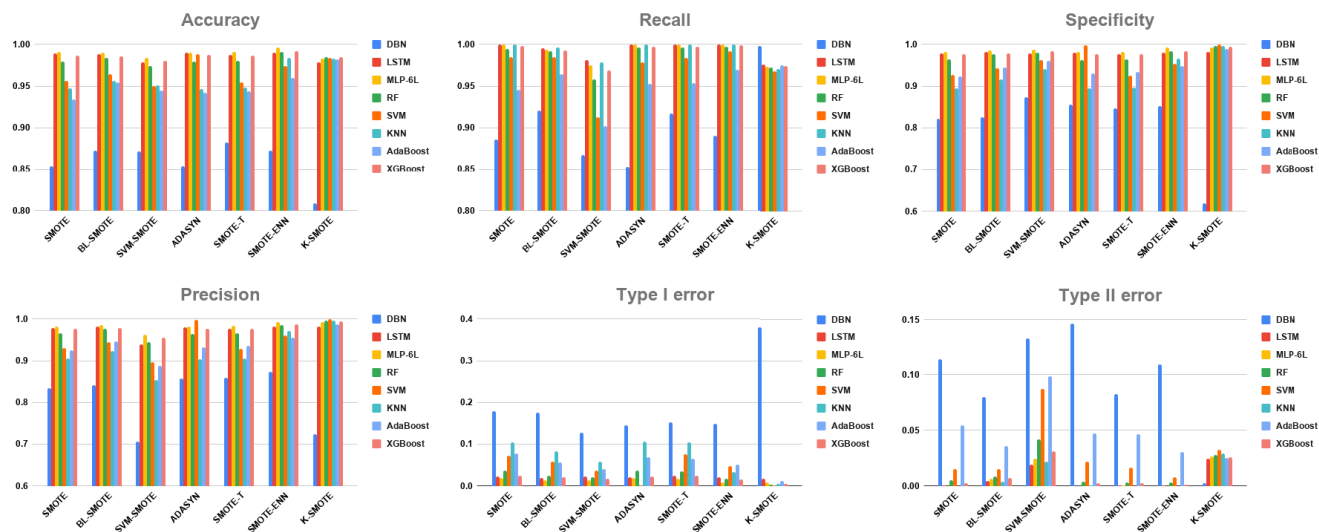 Accuracy
1.00
0.95
0.90
0.85
0.80
SMOTE
BL-SMOTE
SVM-SMOTE
ADASYN
SMOTE-T
SMOTE-ENN
K-SMOTE
DBN
LSTM
MLP-6L
RF
SVM
KNN
AdaBoost
XGBoost
Recall
1.00
0.95
0.90
0.85
0.80
SMOTE
BL-SMOTE
SVM-SMOTE
ADASYN
SMOTE-T
SMOTE-ENN
K-SMOTE
DBN
LSTM
MLP-6L
RF
SVM
KNN
AdaBoost
XGBoost
Specificity
1.0
0.9
0.8
0.7
0.6
SMOTE
BL-SMOTE
SVM-SMOTE
ADASYN
SMOTE-T
SMOTE-ENN
K-SMOTE
DBN
LSTM
MLP-6L
RF
SVM
KNN
AdaBoost
XGBoost
Precision
1.0
0.9
0.8
0.7
0.6
SMOTE
BL-SMOTE
SVM-SMOTE
ADASYN
SMOTE-T
SMOTE-ENN
K-SMOTE
DBN
LSTM
MLP-6L
RF
SVM
KNN
AdaBoost
XGBoost
Type I error
0.4
0.3
0.2
0.1
0.0
SMOTE
BL-SMOTE
SVM-SMOTE
ADASYN
SMOTE-T
SMOTE-ENN
K-SMOTE
DBN
LSTM
MLP-6L
RF
SVM
KNN
AdaBoost
XGBoost
Type II error
0.15
0.10
0.05
0.00
SMOTE
BL-SMOTE
SVM-SMOTE
ADASYN
SMOTE-T
SMOTE-ENN
K-SMOTE
DBN
LSTM
MLP-6L
RF
SVM
KNN
AdaBoost
XGBoost